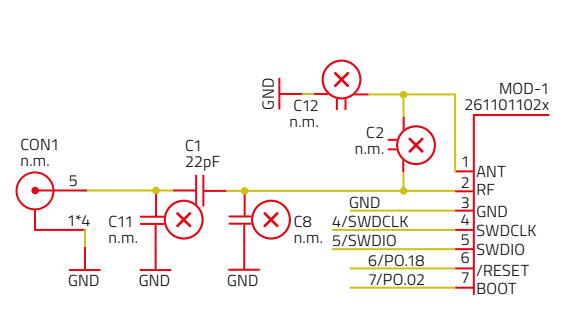 MOD-1
261101102x
GND
C12
n.m.
C2
n.m.
CON1
n.m.
C1
22pF
5
1*4
GND
C11
n.m.
GND
C8
n.m.
GND
1
ANT
2
RF
GND
3
GND
4/SWDCLK
4
SWDCLK
5/SWDIO
5
SWDIO
6/PO.18
6
/RESET
7/PO.02
7
BOOT